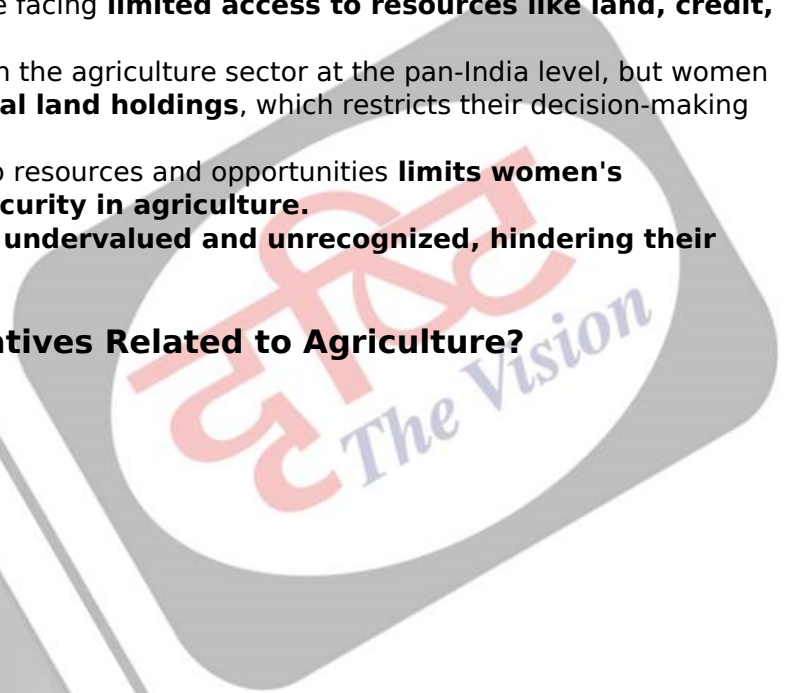 e facing limited access to resources like land, credit,
n the agriculture sector at the pan-India level, but women
al land holdings, which restricts their decision-making
o resources and opportunities limits women's
curity in agriculture.
undervalued and unrecognized, hindering their
atives Related to Agriculture?
दृष्टि
The Vision